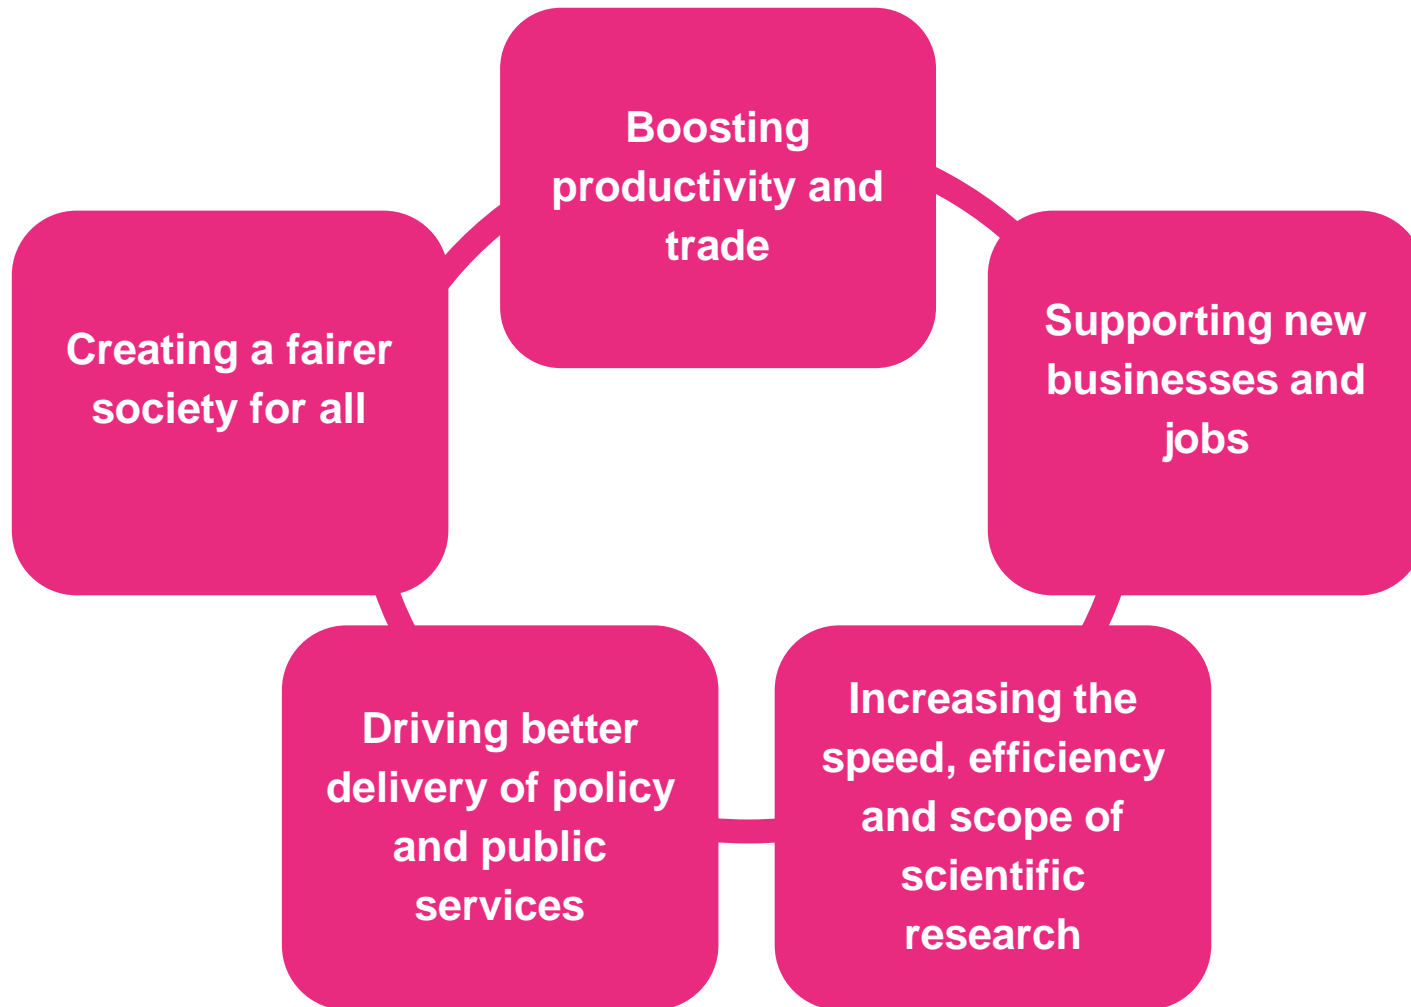 Boosting
productivity and
trade
Supporting new
businesses and
jobs
Increasing the
speed, efficiency
and scope of
scientific
research
Driving better
delivery of policy
and public
services
Creating a fairer
society for all